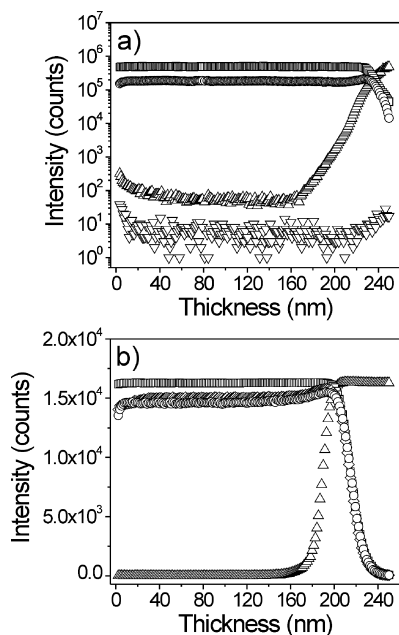 a)
Intensity (counts)
10⁷
10⁶
10⁵
10⁴
10³
10²
10¹
10⁰
0 40 80 120 160 200 240
Thickness (nm)
b)
Intensity (counts)
2.0x10⁴
1.5x10⁴
1.0x10⁴
5.0x10³
0.0
0 40 80 120 160 200 240
Thickness (nm)